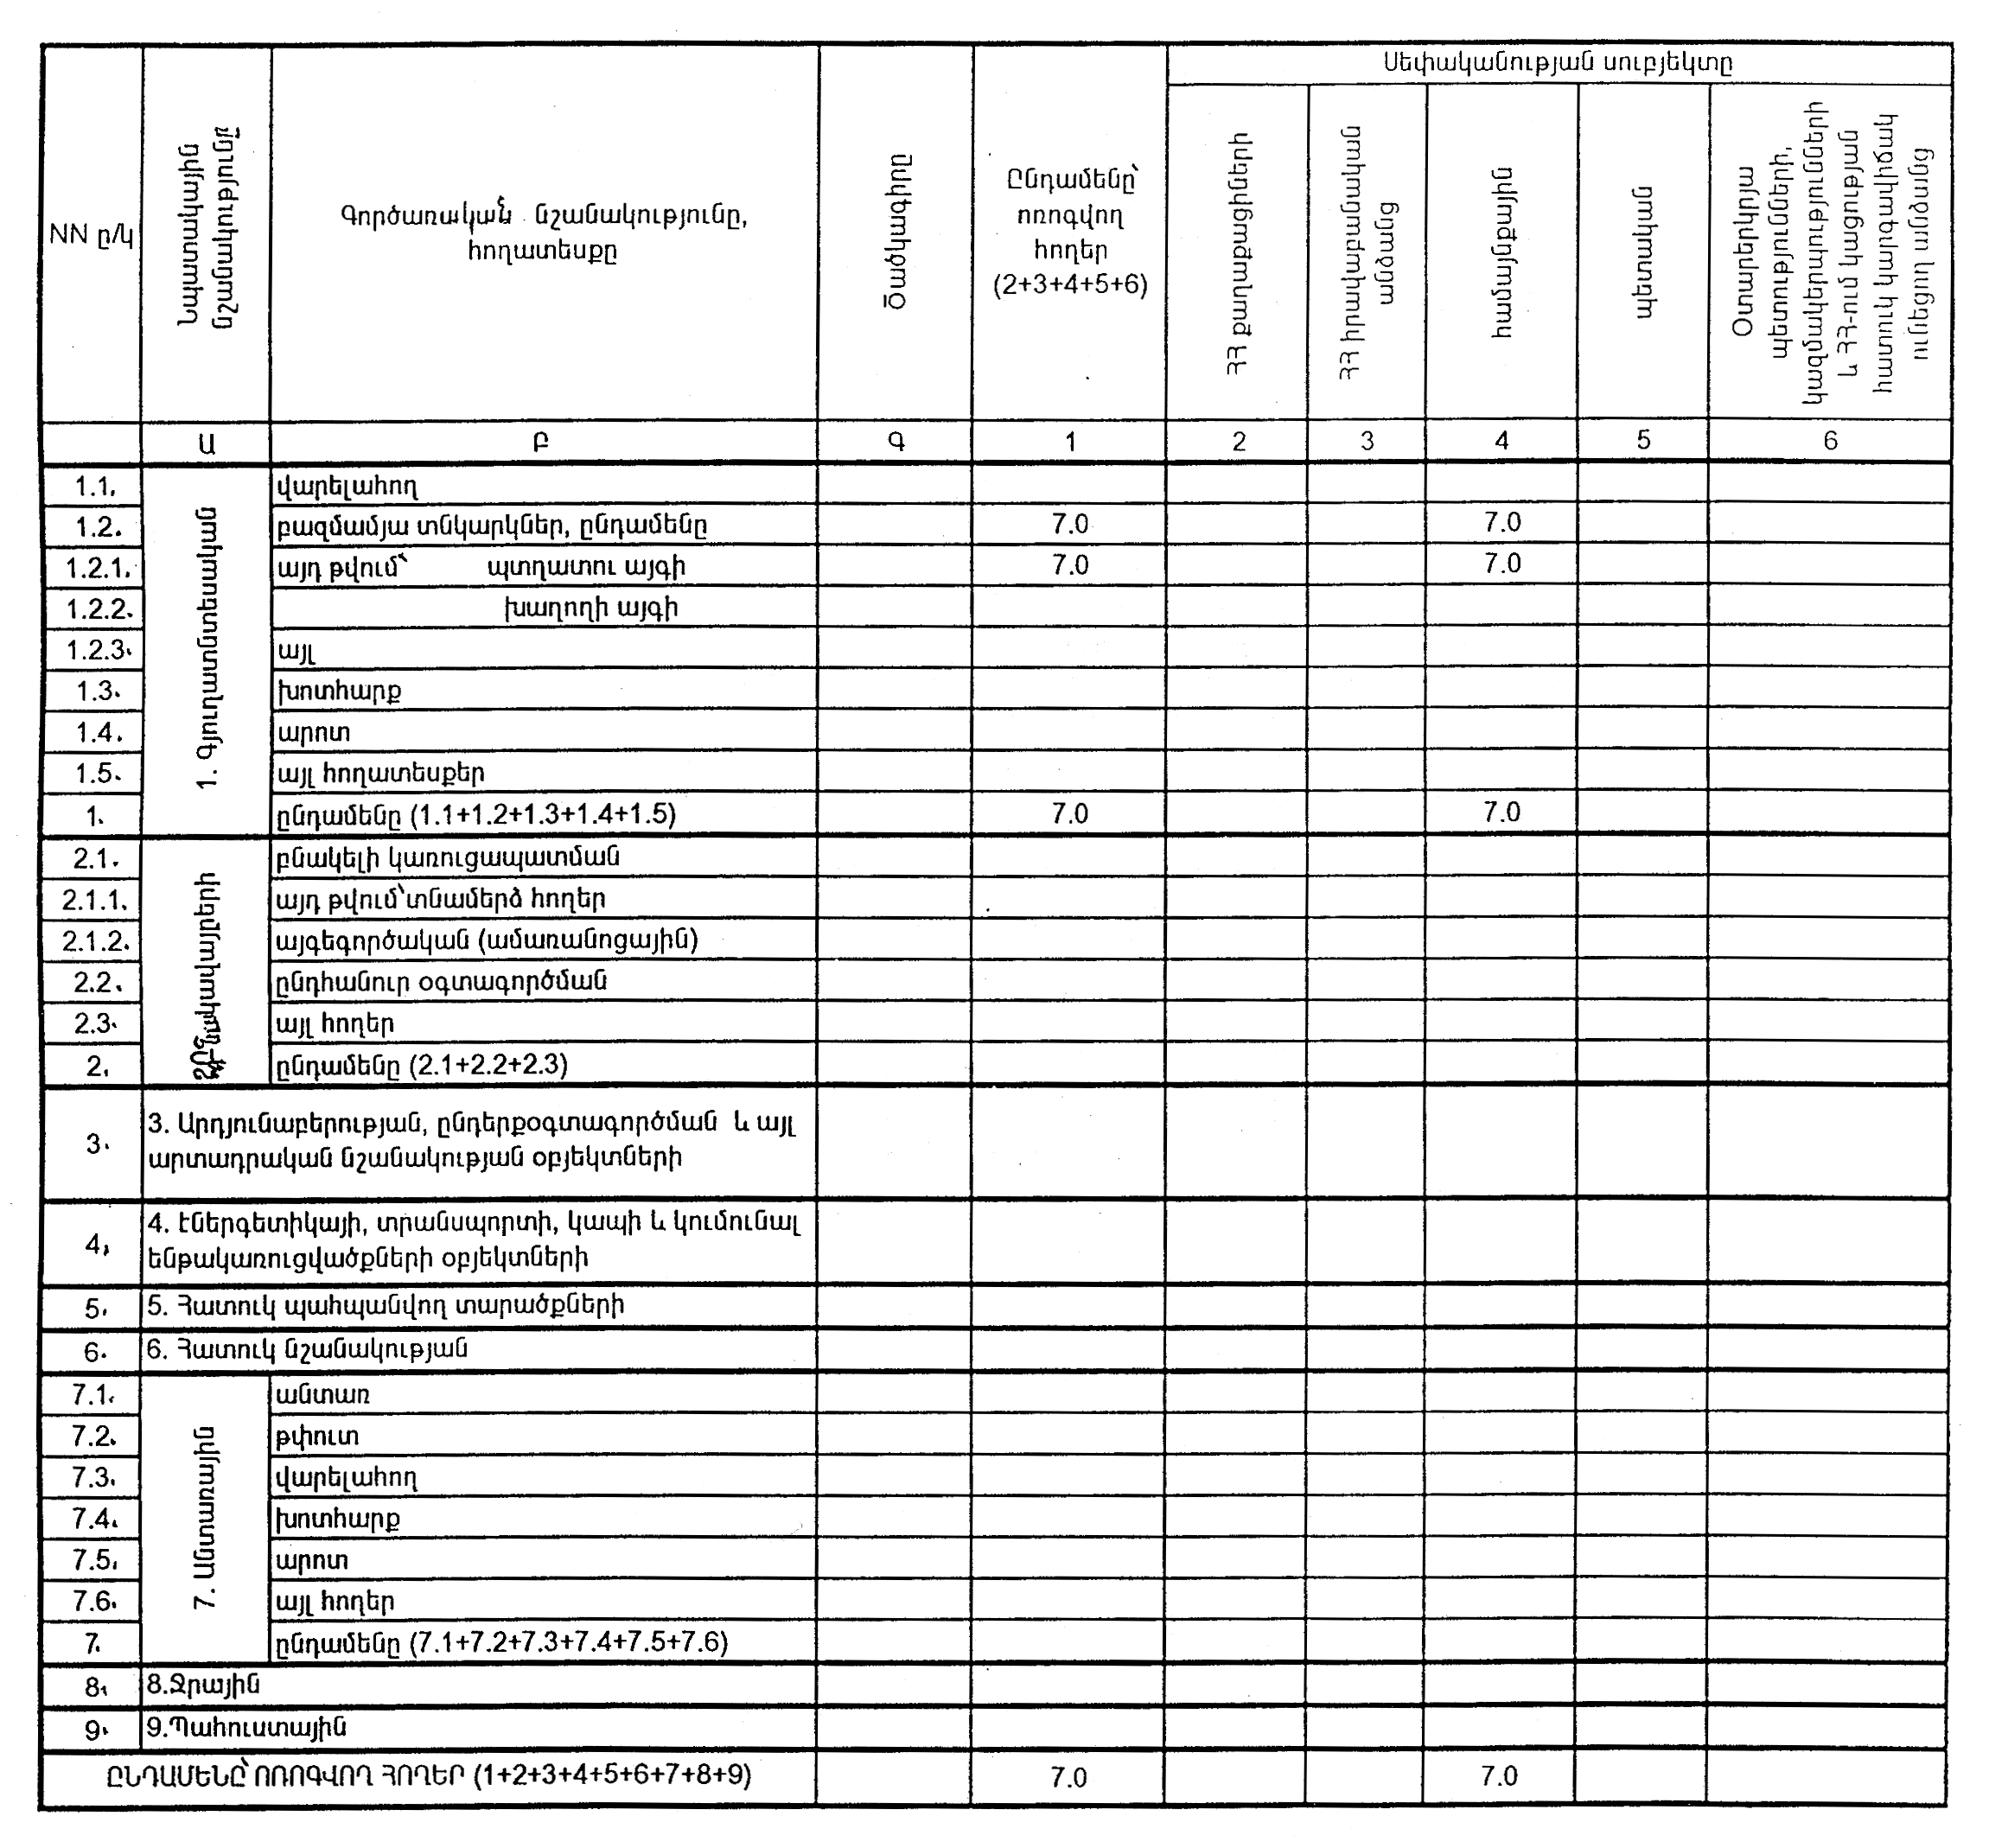 Սեփականության սուբյեկտը
NN ը/կ
Նպատակային նշանակությունը
Գործառական նշանակությունը, հողատեսքը
Ծածկագիրը
Ընդամենը՝ ոռոգվող հողեր (2+3+4+5+6)
ՀՀ քաղաքացիների
ՀՀ իրավաբանական անձանց
համայնքային
պետական
Օտարերկրյա պետությունների, կազմակերպությունների և ՀՀ-ում կացության հատուկ կարգավիճակ ունեցող անձանց
Ա Բ Գ 1 2 3 4 5 6
1. Գյուղատնտեսական
1.1. վարելահող
1.2. բազմամյա տնկարկներ, ընդամենը 7.0 7.0
1.2.1. այդ թվում՝ պտղատու այգի 7.0 7.0
1.2.2. խաղողի այգի
1.2.3. այլ
1.3. խոտհարք
1.4. արոտ
1.5. այլ հողատեսքեր
1. ընդամենը (1.1+1.2+1.3+1.4+1.5) 7.0 7.0
2.1. բնակելի կառուցապատման
2.1.1. այդ թվում՝տնամերձ հողեր
2.1.2. այգեգործական (ամառանոցային)
2.2. ընդհանուր օգտագործման
2.3. այլ հողեր
2. ընդամենը (2.1+2.2+2.3)
3. 3. Արդյունաբերության, ընդերքօգտագործման և այլ
արտադրական նշանակության օբյեկտների
4. 4. էներգետիկայի, տրանսպորտի, կապի և կոմունալ
ենթակառուցվածքների օբյեկտների
5. 5. Հատուկ պահպանվող տարածքների
6. 6. Հատուկ նշանակության
7. Անտառային
7.1. անտառ
7.2. թփուտ
7.3. վարելահող
7.4. խոտհարք
7.5. արոտ
7.6. այլ հողեր
7. ընդամենը (7.1+7.2+7.3+7.4+7.5+7.6)
8. 8.Ջրային
9. 9.Պահուստային
ԸՆԴԱՄԵՆԸ՝ ՈՌՈԳՎՈՂ ՀՈՂԵՐ (1+2+3+4+5+6+7+8+9) 7.0 7.0